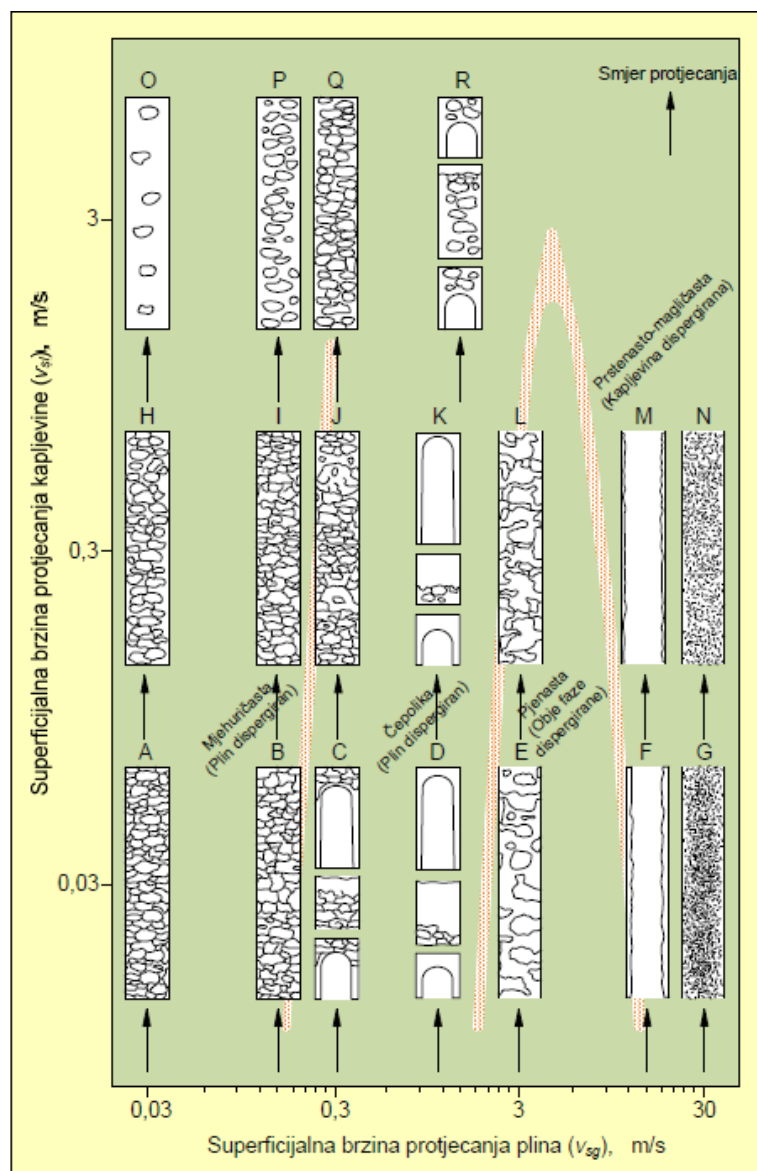 O P Q R
Smjer protjecanja
3
Prstenasto-magličasta
(Kapljevina dispergirana)
H I J K L M N
0,3
Mjehuričasta
(Plin dispergiran)
Čepolika
(Plin dispergiran)
Pjenasta
(Obje faze
dispergirane)
A B C D E F G
0,03
Superficijalna brzina protjecanja kapljevine (vsl), m/s
0,03 0,3 3 30
Superficijalna brzina protjecanja plina (vsg), m/s